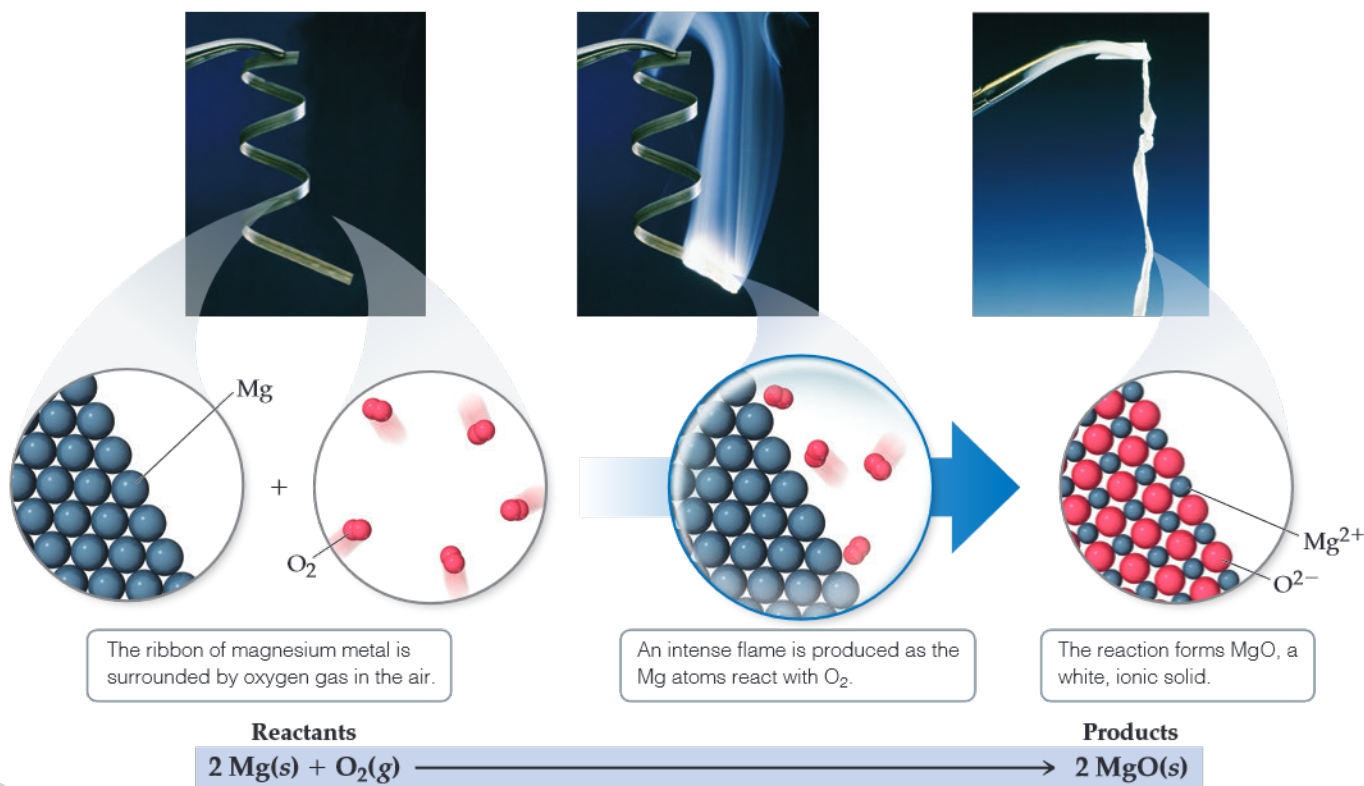 Mg
+
O₂
Mg²⁺
O²⁻
The ribbon of magnesium metal is
surrounded by oxygen gas in the air.
An intense flame is produced as the
Mg atoms react with O₂.
The reaction forms MgO, a
white, ionic solid.
Reactants
Products
2 Mg(s) + O₂(g) ⟶ 2 MgO(s)